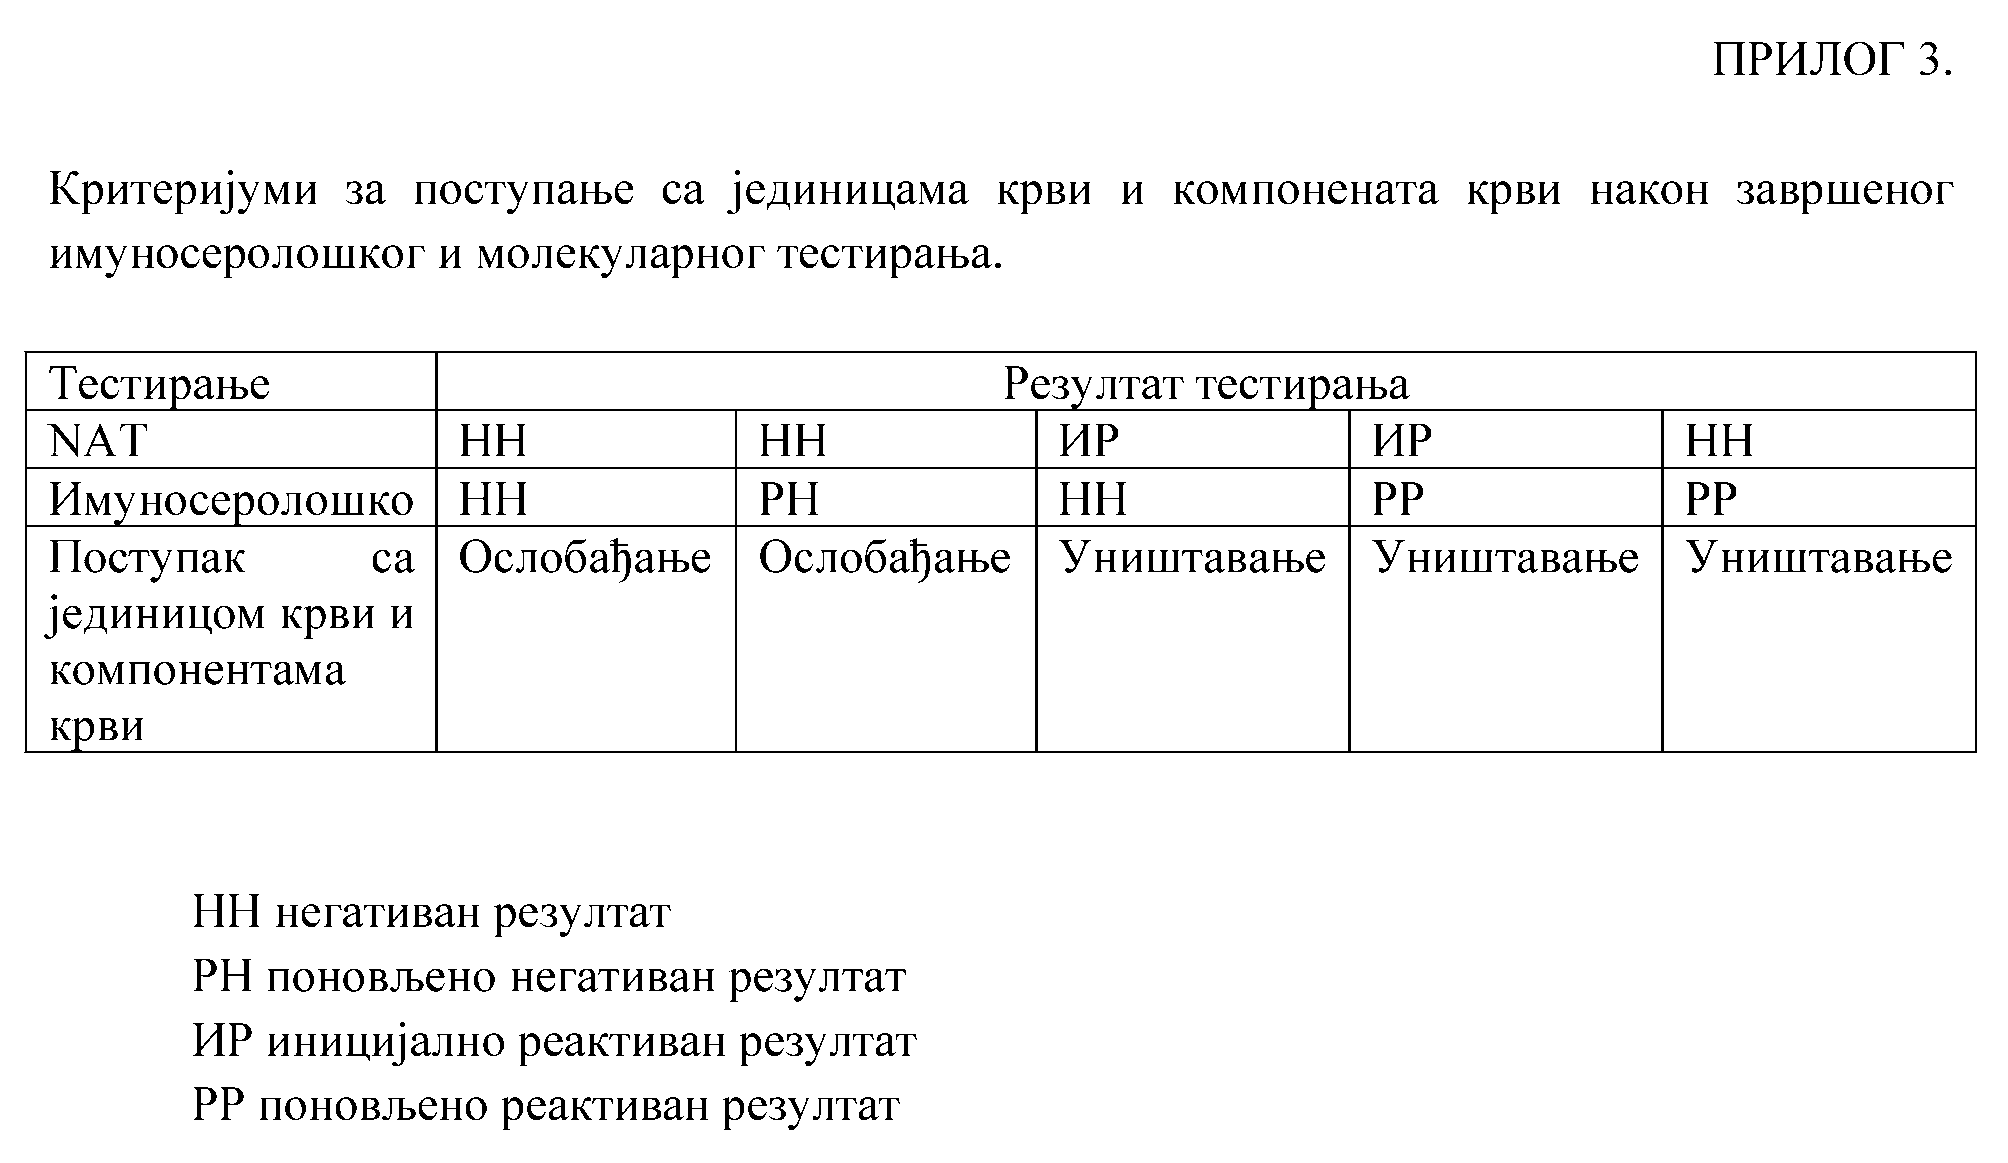 ПРИЛОГ 3.
Критеријуми за поступање са јединицама крви и компонената крви након завршеног
имуносеролошког и молекуларног тестирања.
Тестирање Резултат тестирања
NAT НН НН ИР ИР НН
Имуносеролошко НН РН НН РР РР
Поступак са Ослобађање Ослобађање Уништавање Уништавање Уништавање
јединицом крви и
компонентама
крви
НН негативан резултат
РН поновљено негативан резултат
ИР иницијално реактиван резултат
РР поновљено реактиван резултат